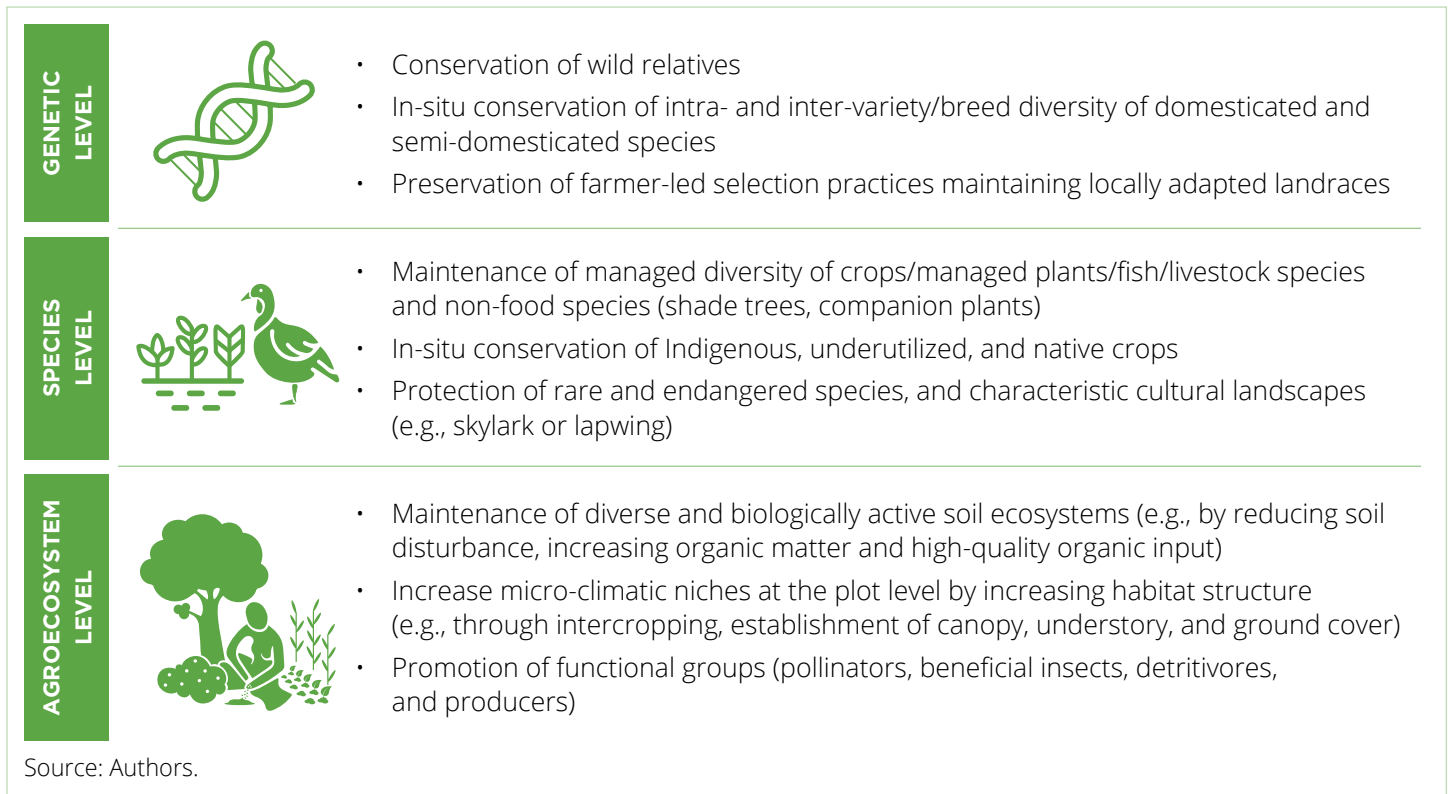 GENETIC
LEVEL
• Conservation of wild relatives
• In-situ conservation of intra- and inter-variety/breed diversity of domesticated and
semi-domesticated species
• Preservation of farmer-led selection practices maintaining locally adapted landraces
SPECIES
LEVEL
• Maintenance of managed diversity of crops/managed plants/fish/livestock species
and non-food species (shade trees, companion plants)
• In-situ conservation of Indigenous, underutilized, and native crops
• Protection of rare and endangered species, and characteristic cultural landscapes
(e.g., skylark or lapwing)
AGROECOSYSTEM
LEVEL
• Maintenance of diverse and biologically active soil ecosystems (e.g., by reducing soil
disturbance, increasing organic matter and high-quality organic input)
• Increase micro-climatic niches at the plot level by increasing habitat structure
(e.g., through intercropping, establishment of canopy, understory, and ground cover)
• Promotion of functional groups (pollinators, beneficial insects, detritivores,
and producers)
Source: Authors.